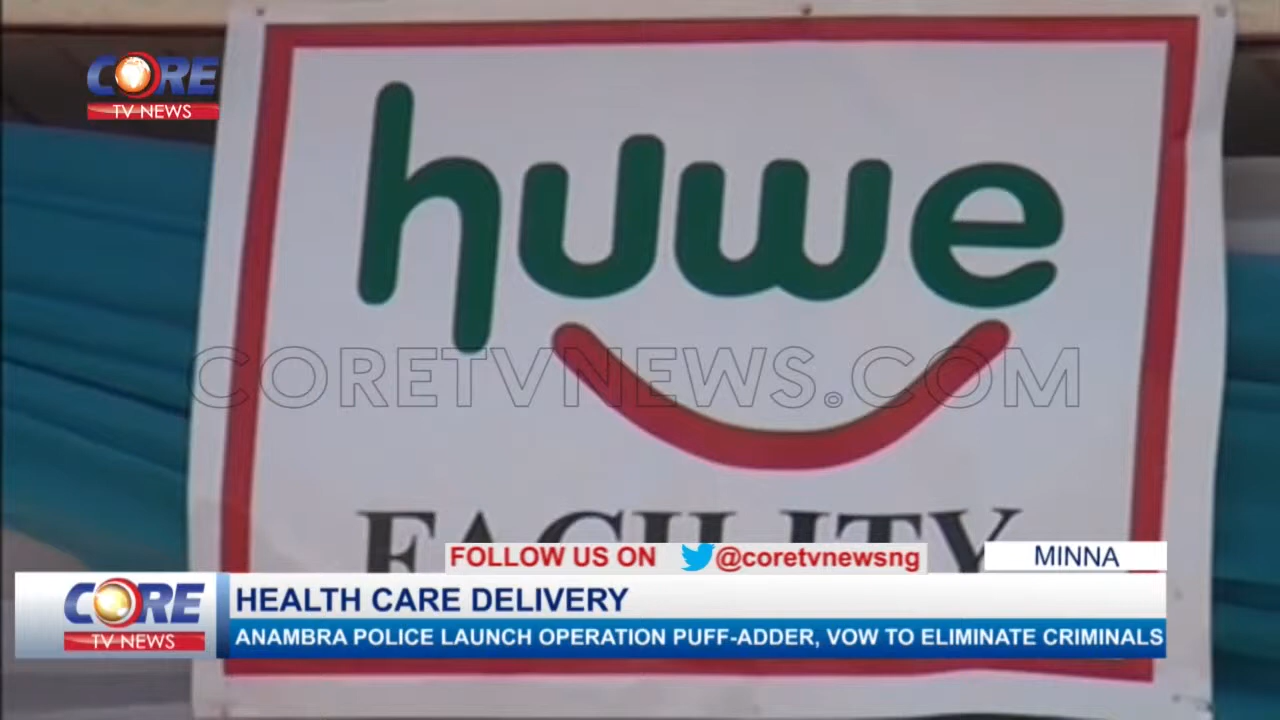 CORE
TV NEWS
huwe
CORETVNEWS.COM
FACILITY
FOLLOW US ON @coretvnewsng
MINNA
CORE
TV NEWS
HEALTH CARE DELIVERY
ANAMBRA POLICE LAUNCH OPERATION PUFF-ADDER, VOW TO ELIMINATE CRIMINALS